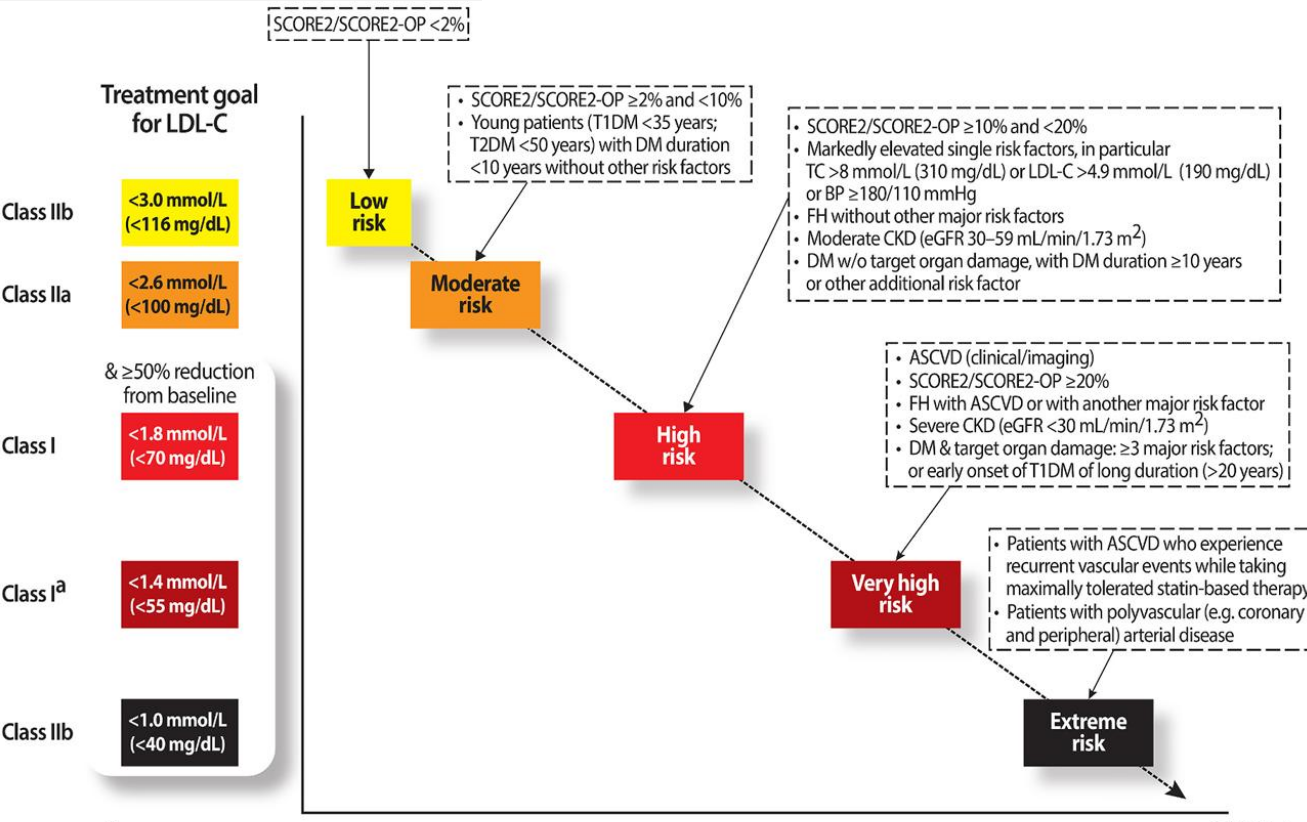 SCORE2/SCORE2-OP <2%
Treatment goal
for LDL-C
• SCORE2/SCORE2-OP ≥2% and <10%
• Young patients (T1DM <35 years;
T2DM <50 years) with DM duration
<10 years without other risk factors
• SCORE2/SCORE2-OP ≥10% and <20%
• Markedly elevated single risk factors, in particular
TC >8 mmol/L (310 mg/dL) or LDL-C >4.9 mmol/L (190 mg/dL)
or BP ≥180/110 mmHg
• FH without other major risk factors
• Moderate CKD (eGFR 30–59 mL/min/1.73 m²)
• DM w/o target organ damage, with DM duration ≥10 years
or other additional risk factor
Class IIb
<3.0 mmol/L
(<116 mg/dL)
Low
risk
Class IIa
<2.6 mmol/L
(<100 mg/dL)
Moderate
risk
& ≥50% reduction
from baseline
• ASCVD (clinical/imaging)
• SCORE2/SCORE2-OP ≥20%
• FH with ASCVD or with another major risk factor
• Severe CKD (eGFR <30 mL/min/1.73 m²)
• DM & target organ damage: ≥3 major risk factors;
or early onset of T1DM of long duration (>20 years)
Class I
<1.8 mmol/L
(<70 mg/dL)
High
risk
Class Iª
<1.4 mmol/L
(<55 mg/dL)
Very high
risk
• Patients with ASCVD who experience
recurrent vascular events while taking
maximally tolerated statin-based therapy
• Patients with polyvascular (e.g. coronary
and peripheral) arterial disease
Class IIb
<1.0 mmol/L
(<40 mg/dL)
Extreme
risk